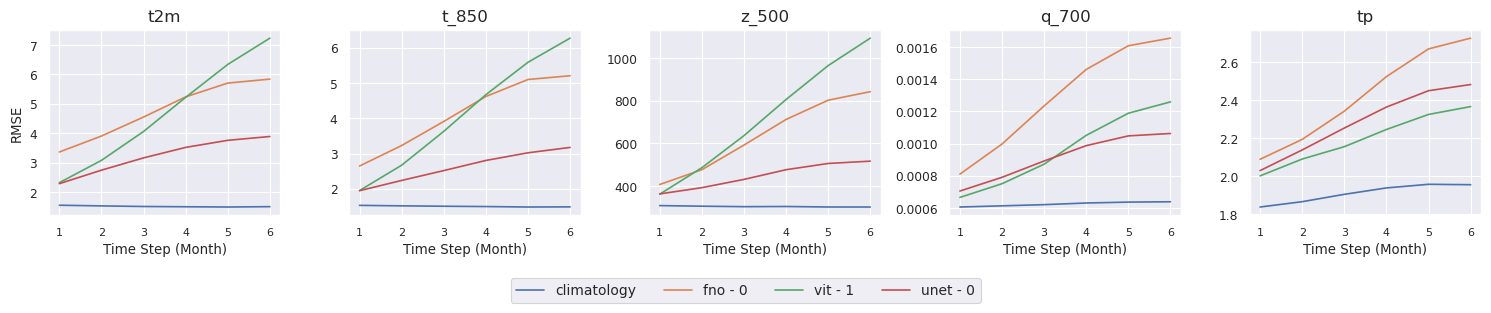 t2m
t_850
z_500
q_700
tp
RMSE
7
6
5
4
3
2
1 2 3 4 5 6
Time Step (Month)
6
5
4
3
2
1 2 3 4 5 6
Time Step (Month)
1000
800
600
400
1 2 3 4 5 6
Time Step (Month)
0.0016
0.0014
0.0012
0.0010
0.0008
0.0006
1 2 3 4 5 6
Time Step (Month)
2.6
2.4
2.2
2.0
1.8
1 2 3 4 5 6
Time Step (Month)
climatology fno - 0 vit - 1 unet - 0